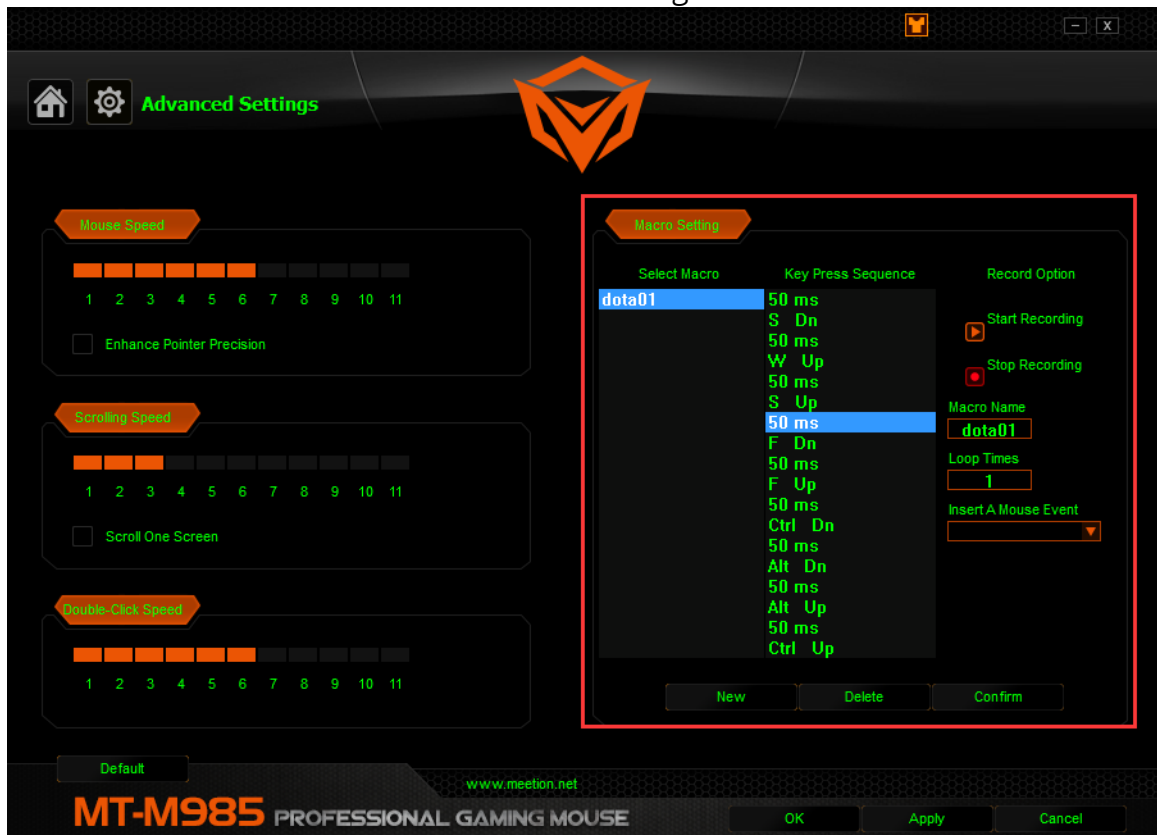 X
Advanced Settings
Mouse Speed
1 2 3 4 5 6 7 8 9 10 11
Enhance Pointer Precision
Scrolling Speed
1 2 3 4 5 6 7 8 9 10 11
Scroll One Screen
Double-Click Speed
1 2 3 4 5 6 7 8 9 10 11
Default
Macro Setting
Select Macro
dota01
Key Press Sequence
50 ms
S Dn
50 ms
W Up
50 ms
S Up
50 ms
F Dn
50 ms
F Up
50 ms
Ctrl Dn
50 ms
Alt Dn
50 ms
Alt Up
50 ms
Ctrl Up
Record Option
Start Recording
Stop Recording
Macro Name
dota01
Loop Times
1
Insert A Mouse Event
New Delete Confirm
www.meetion.net
MT-M985 PROFESSIONAL GAMING MOUSE
OK Apply Cancel